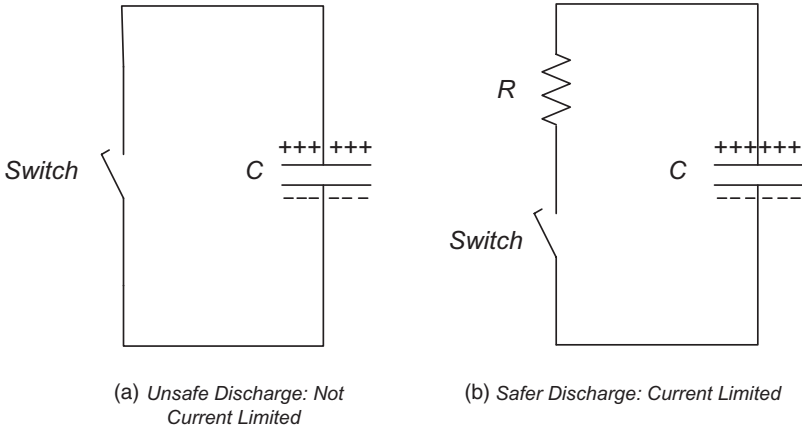 Switch
C
+++ +++
--- ---
(a) Unsafe Discharge: Not
Current Limited
R
Switch
C
++++++
--- ---
(b) Safer Discharge: Current Limited